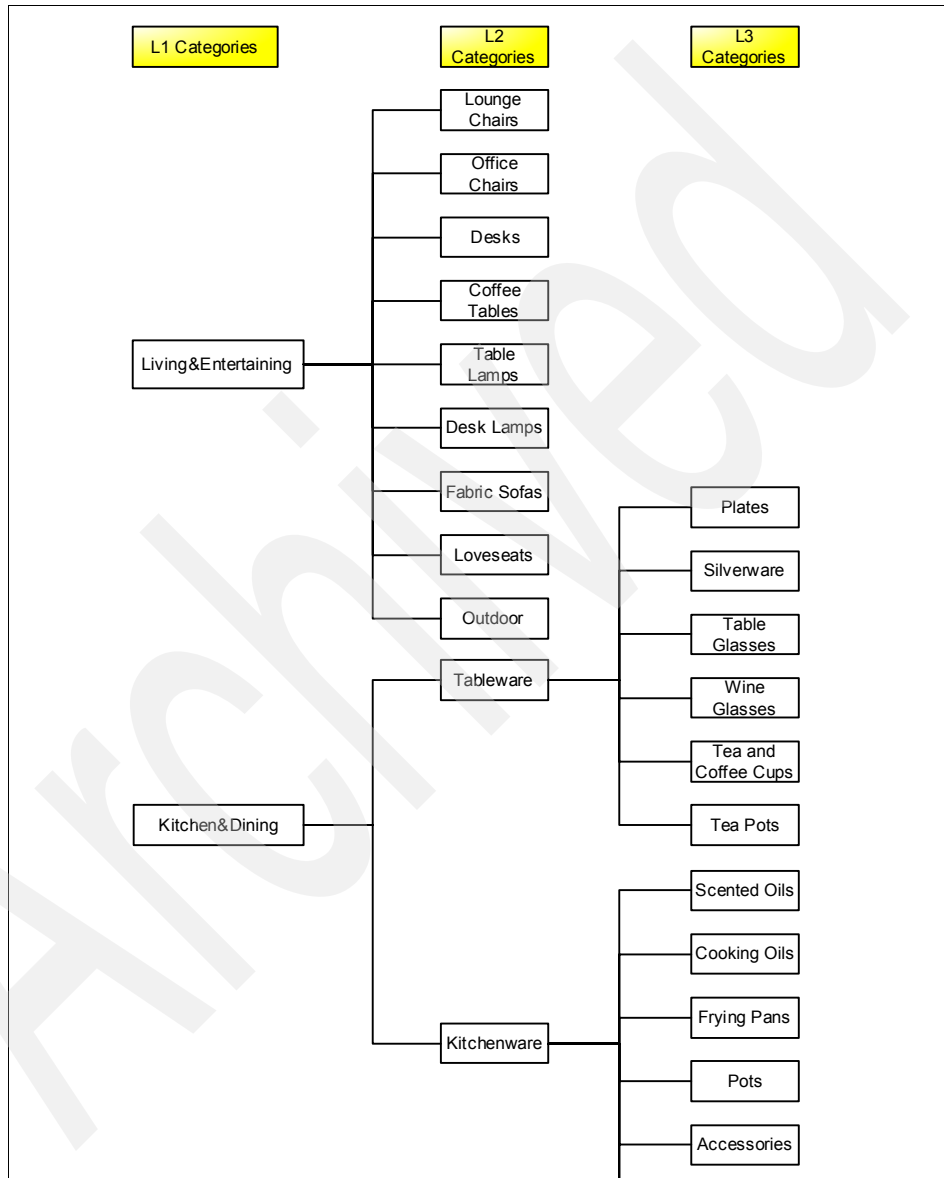 L1 Categories
L2
Categories
L3
Categories
Lounge
Chairs
Office
Chairs
Desks
Coffee
Tables
Living&Entertaining
Table
Lamps
Desk Lamps
Fabric Sofas
Loveseats
Outdoor
Plates
Silverware
Table
Glasses
Kitchen&Dining
Tableware
Wine
Glasses
Tea and
Coffee Cups
Tea Pots
Scented Oils
Cooking Oils
Frying Pans
Kitchenware
Pots
Accessories
Archived